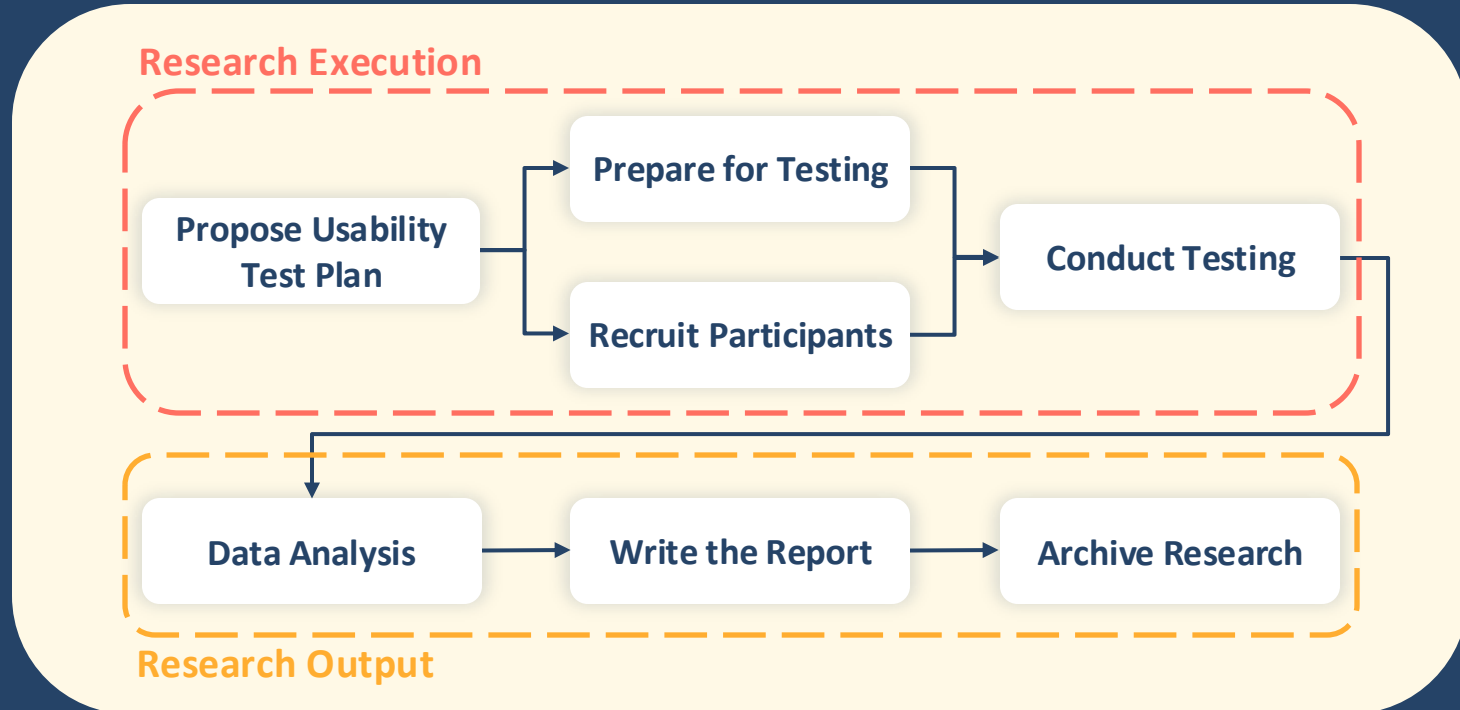 Research Execution
Prepare for Testing
Propose Usability
Test Plan
Conduct Testing
Recruit Participants
Data Analysis
Write the Report
Archive Research
Research Output